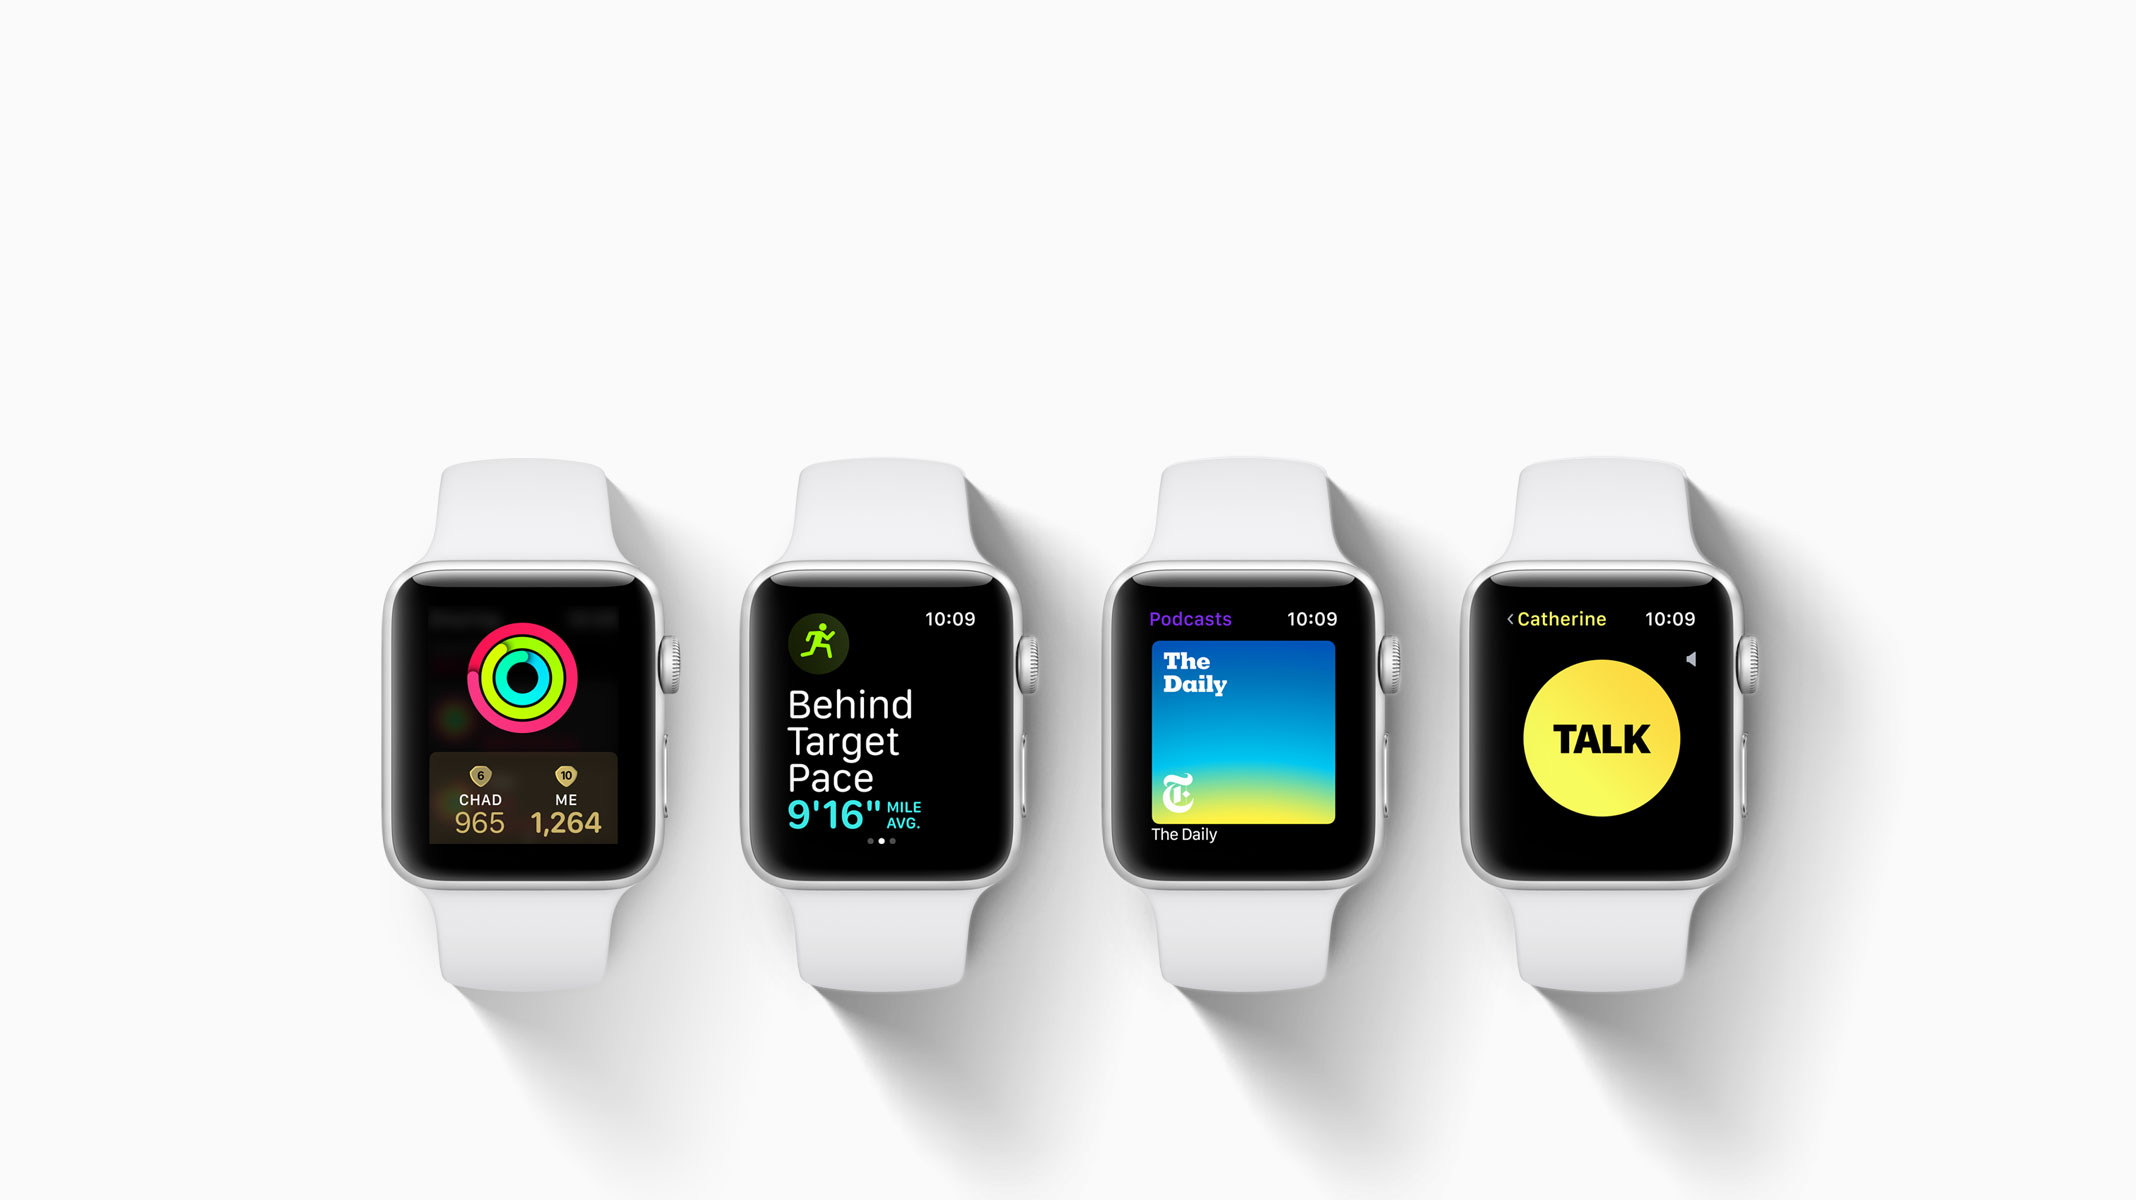 6
10
CHAD
ME
965
1,264
10:09
Behind
Target
Pace
9'16" MILE
AVG.
Podcasts 10:09
The
Daily
T
The Daily
‹ Catherine 10:09
TALK